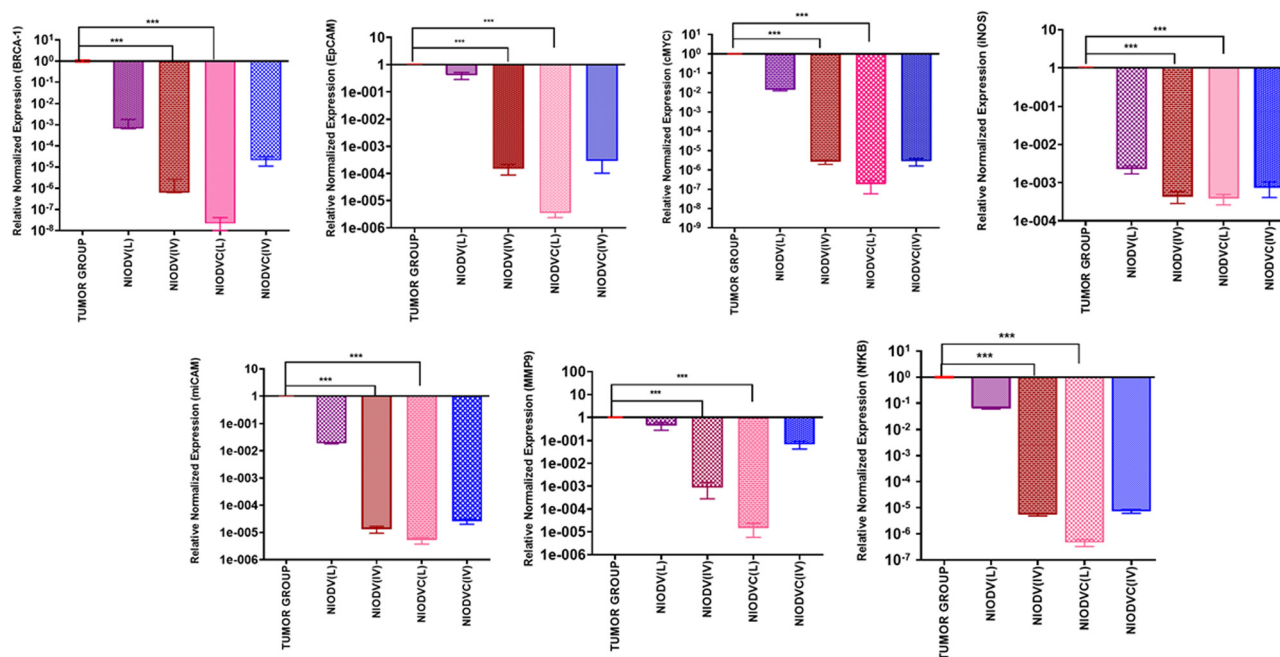 Relative Normalized Expression (BRCA-1)
***
***
10¹
10⁰
10⁻¹
10⁻²
10⁻³
10⁻⁴
10⁻⁵
10⁻⁶
10⁻⁷
10⁻⁸
TUMOR GROUP
NIODV(L)
NIODV(IV)
NIODVC(L)
NIODVC(IV)
Relative Normalized Expression (EpCAM)
***
***
10
1
1e-001
1e-002
1e-003
1e-004
1e-005
1e-006
TUMOR GROUP
NIODV(L)
NIODV(IV)
NIODVC(L)
NIODVC(IV)
Relative Normalized Expression (cMYC)
***
***
10¹
10⁰
10⁻¹
10⁻²
10⁻³
10⁻⁴
10⁻⁵
10⁻⁶
10⁻⁷
10⁻⁸
10⁻⁹
TUMOR GROUP
NIODV(L)
NIODV(IV)
NIODVC(L)
NIODVC(IV)
Relative Normalized Expression (iNOS)
***
***
10
1
1e-001
1e-003
1e-004
TUMOR GROUP
NIODV(L)
NIODV(IV)
NIODVC(L)
NIODVC(IV)
Relative Normalized Expression (miCAM)
***
***
10
1
1e-001
1e-002
1e-003
1e-004
1e-005
1e-006
TUMOR GROUP
NIODV(L)
NIODV(IV)
NIODVC(L)
NIODVC(IV)
Relative Normalized Expression (MMP9)
***
***
100
10
1
1e-001
1e-002
1e-003
1e-004
1e-005
1e-006
TUMOR GROUP
NIODV(L)
NIODV(IV)
NIODVC(L)
NIODVC(IV)
Relative Normalized Expression (NfKB)
***
***
10¹
10⁰
10⁻¹
10⁻²
10⁻³
10⁻⁴
10⁻⁵
10⁻⁶
10⁻⁷
TUMOR GROUP
NIODV(L)
NIODV(IV)
NIODVC(L)
NIODVC(IV)